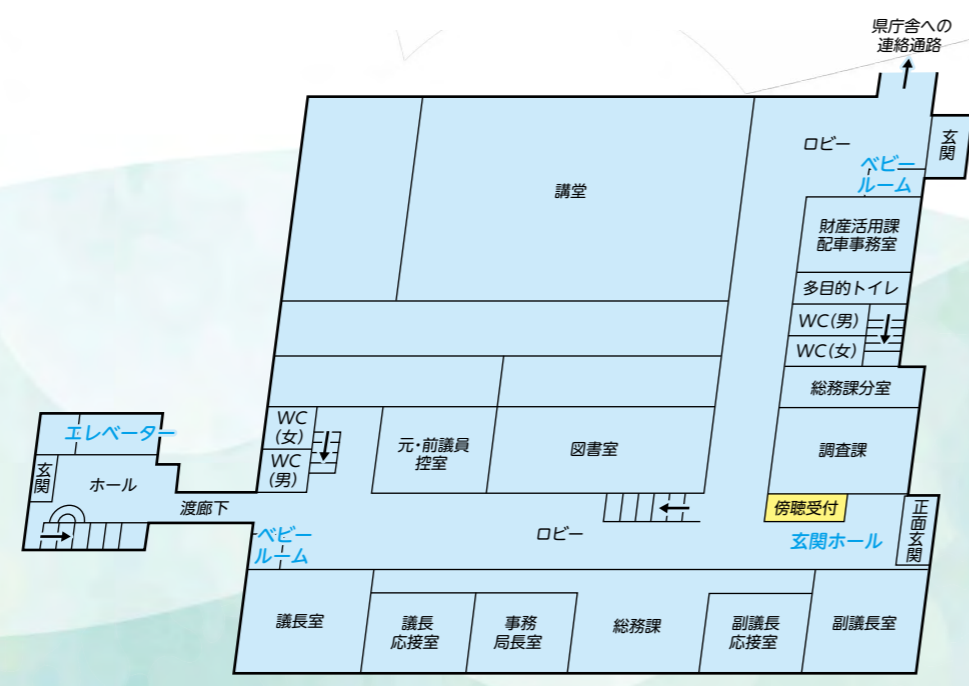 県庁舎への
連絡通路
ロビー
玄関
ベビー
ルーム
講堂
財産活用課
配車事務室
多目的トイレ
WC(男)
WC(女)
総務課分室
調査課
WC
(女)
WC
(男)
元・前議員
控室
図書室
エレベーター
玄関
ホール
渡廊下
傍聴受付
正面玄関
ベビー
ルーム
ロビー
玄関ホール
議長室
議長
応接室
事務
局長室
総務課
副議長
応接室
副議長室